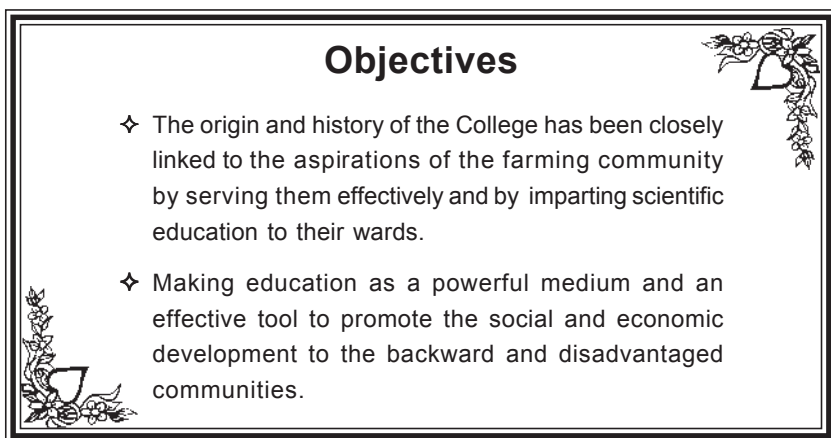 Objectives
✧ The origin and history of the College has been closely
linked to the aspirations of the farming community
by serving them effectively and by imparting scientific
education to their wards.
✧ Making education as a powerful medium and an
effective tool to promote the social and economic
development to the backward and disadvantaged
communities.